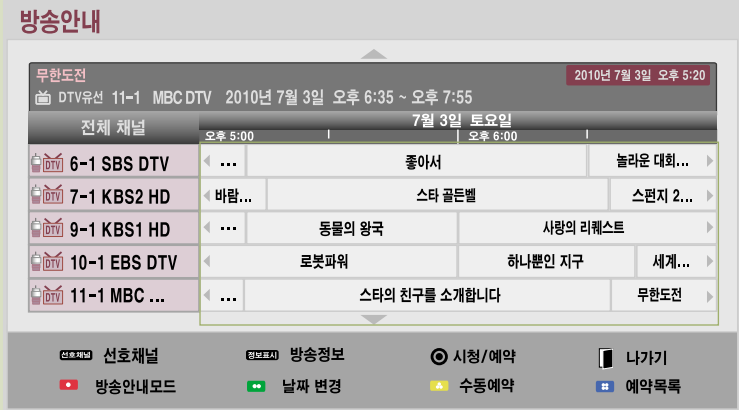 방송안내
무한도전
2010년 7월 3일 오후 5:20
DTV유선 11-1 MBC DTV 2010년 7월 3일 오후 6:35 ~ 오후 7:55
전체 채널
7월 3일 토요일
오후 5:00 오후 6:00
DTV 6-1 SBS DTV ... 좋아서 놀라운 대회...
DTV 7-1 KBS2 HD 바람... 스타 골든벨 스펀지 2...
DTV 9-1 KBS1 HD ... 동물의 왕국 사랑의 리퀘스트
DTV 10-1 EBS DTV 로봇파워 하나뿐인 지구 세계...
DTV 11-1 MBC ... ... 스타의 친구를 소개합니다 무한도전
선호채널 선호채널 정보표시 방송정보 시청/예약 나가기
방송안내모드 날짜 변경 수동예약 예약목록